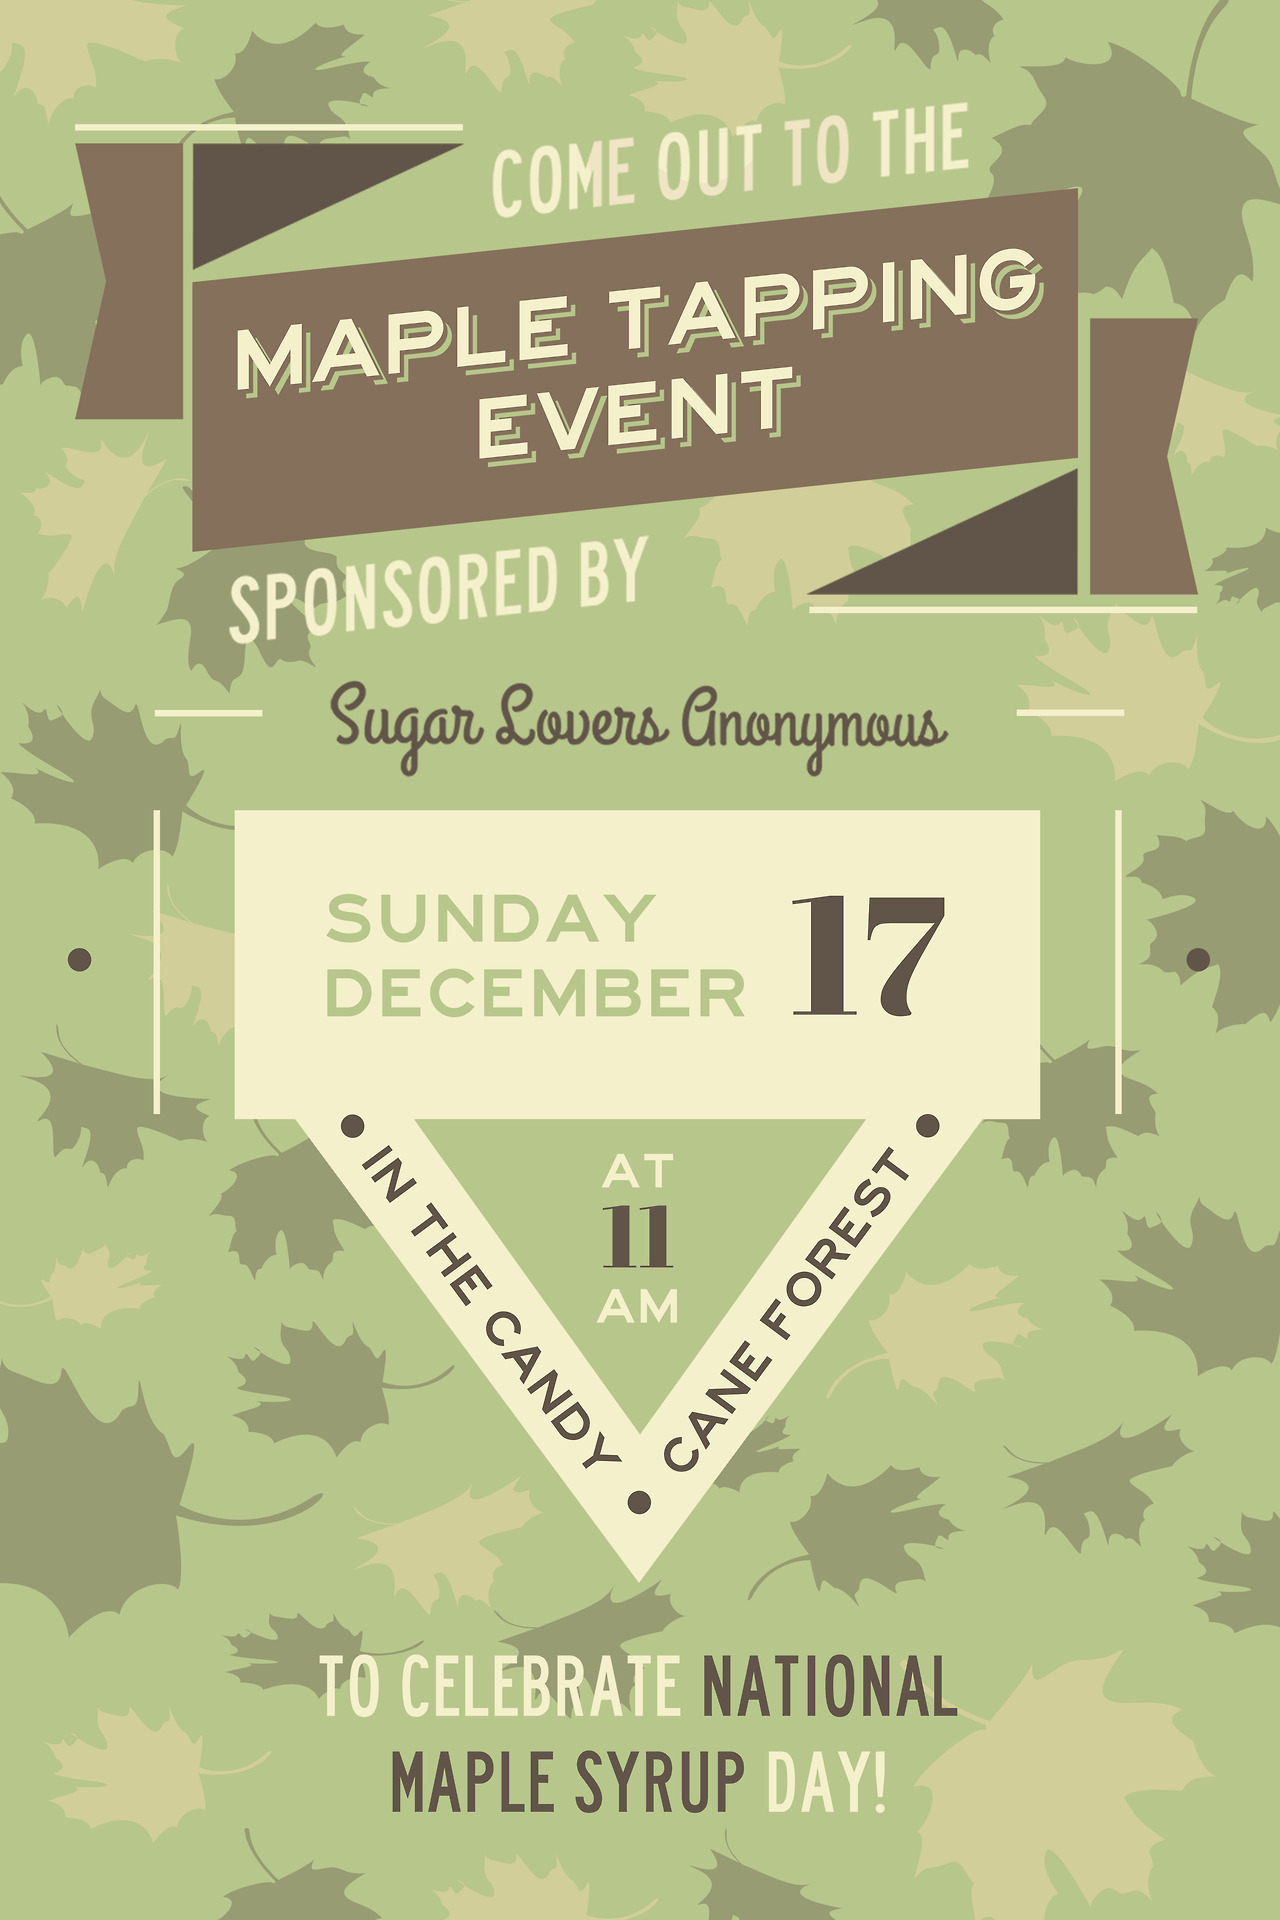 COME OUT TO THE
MAPLE TAPPING
EVENT
SPONSORED BY
Sugar Lovers Anonymous
SUNDAY
DECEMBER
17
AT
11
AM
IN THE CANDY
CANE FOREST
TO CELEBRATE NATIONAL
MAPLE SYRUP DAY!